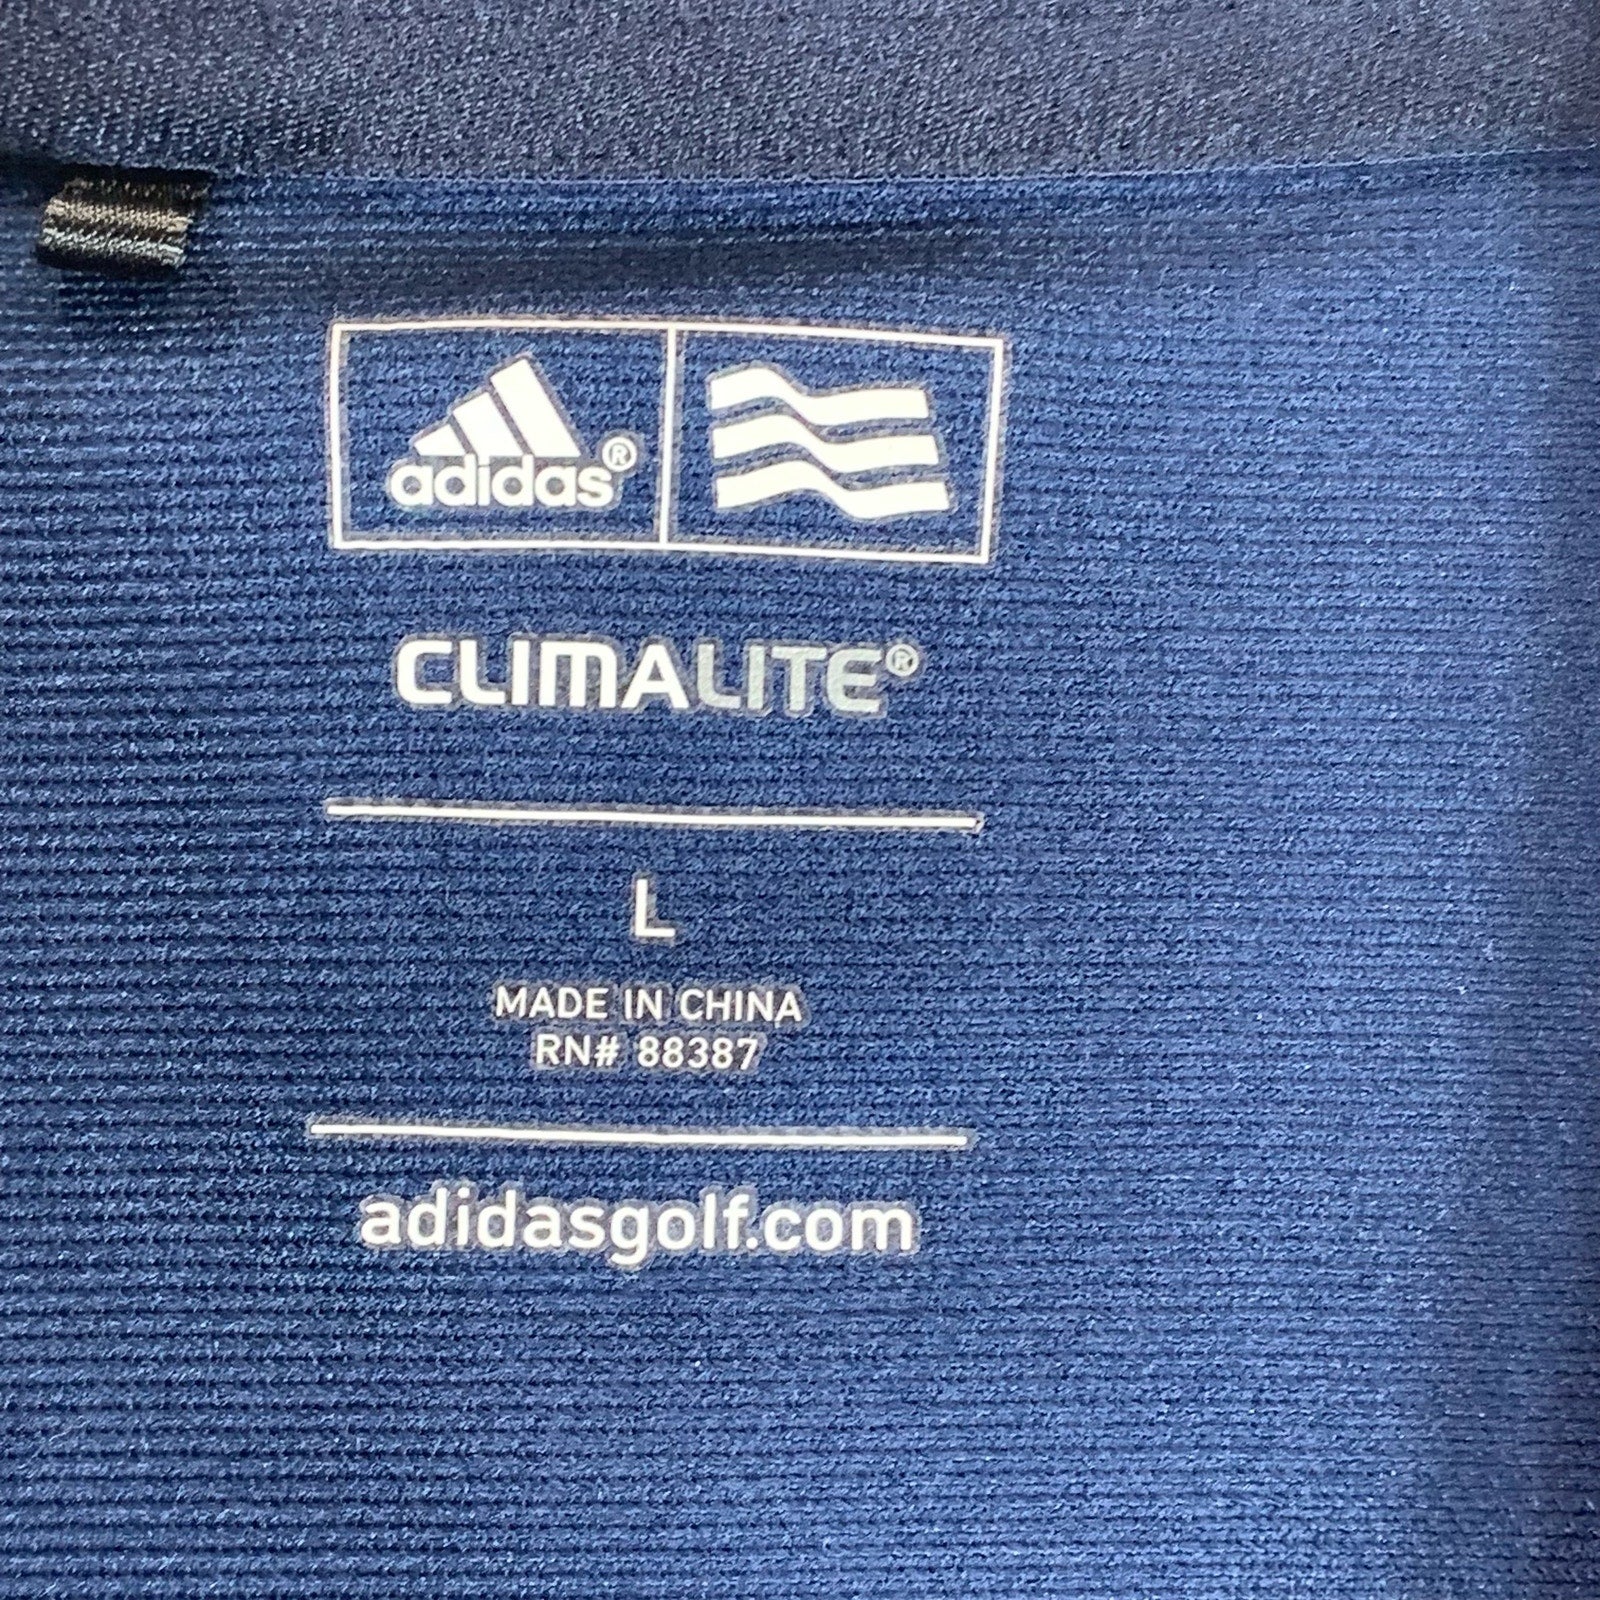 adidas®
CLIMALITE®
L
MADE IN CHINA
RN# 88387
adidasgolf.com